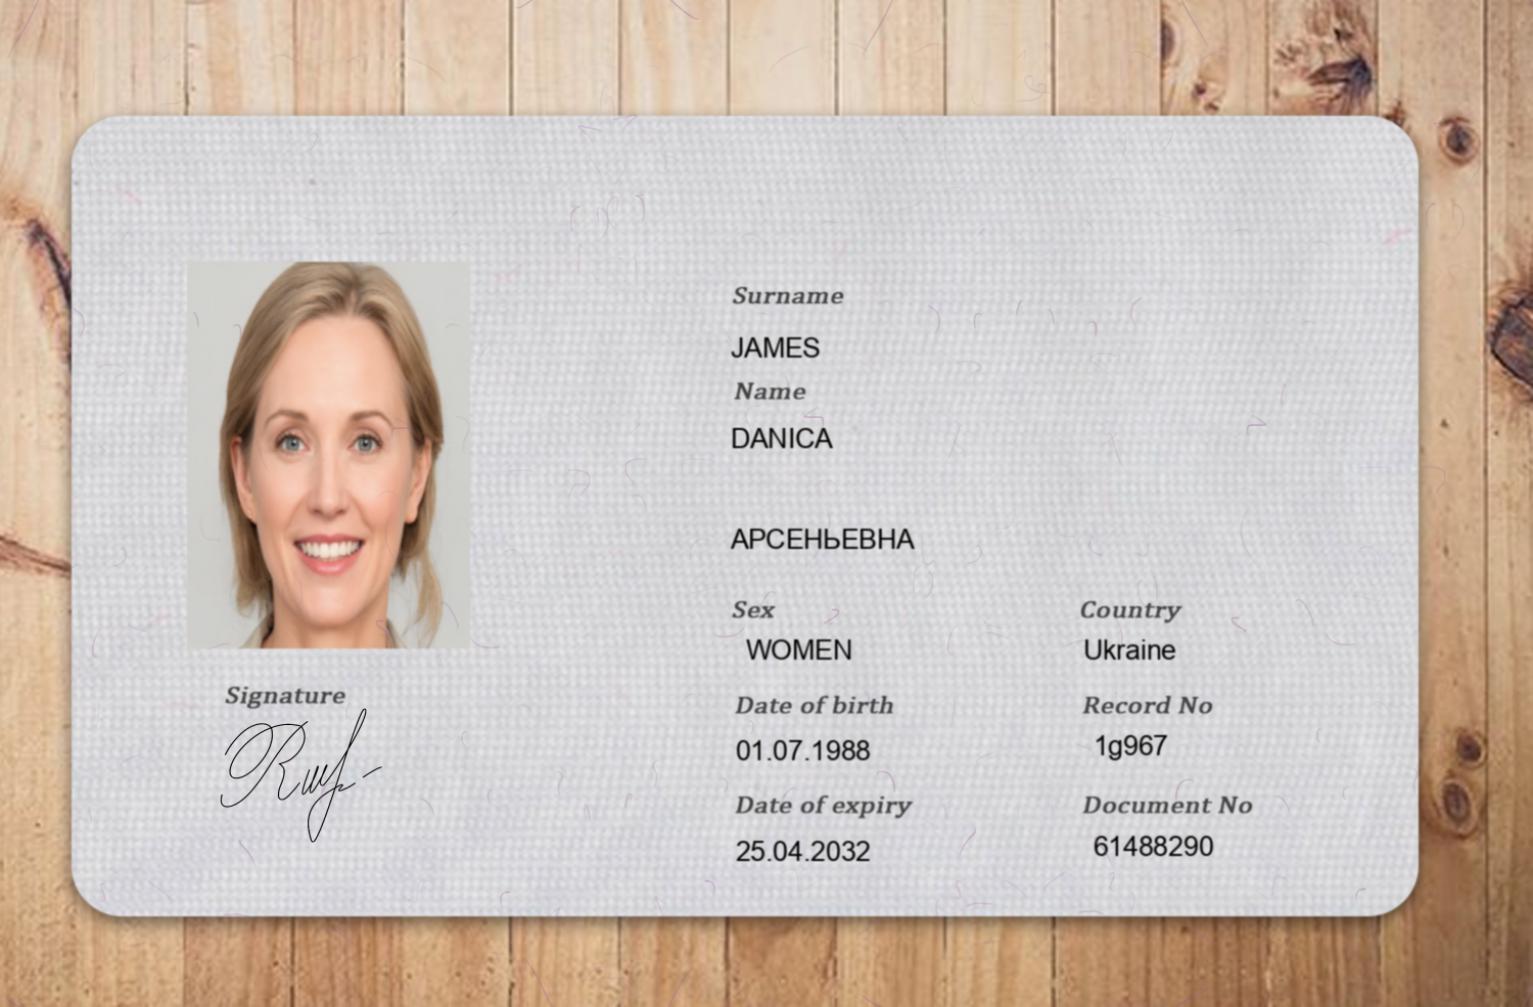 Surname
JAMES
Name
DANICA
АРСЕНЬЕВНА
Sex
WOMEN
Country
Ukraine
Signature
Date of birth
01.07.1988
Record No
1g967
Date of expiry
25.04.2032
Document No
61488290